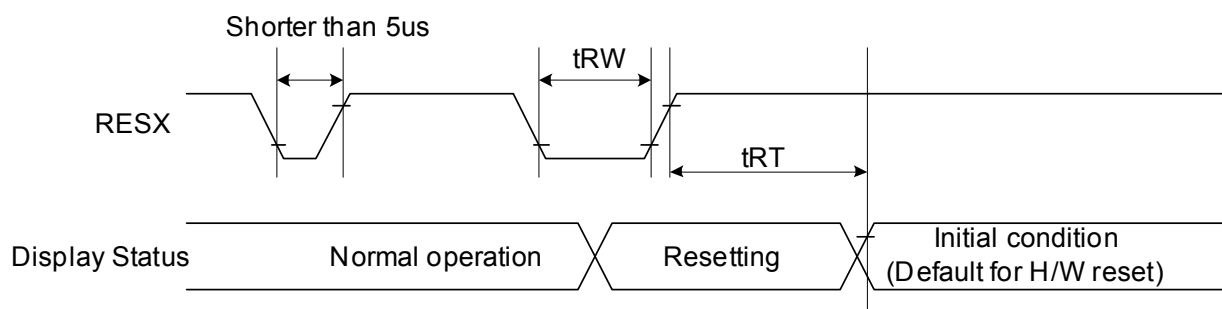 Shorter than 5us
tRW
RESX
tRT
Display Status
Normal operation
Resetting
Initial condition
(Default for H/W reset)